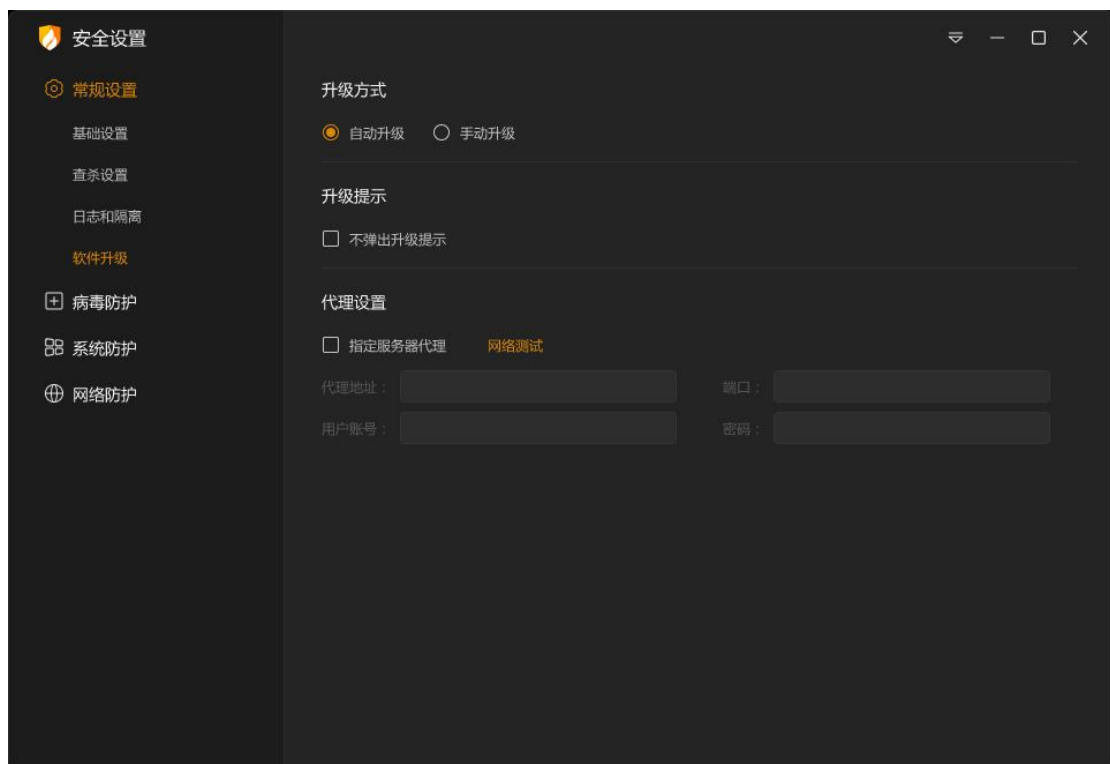 安全设置
常规设置
基础设置
查杀设置
日志和隔离
软件升级
病毒防护
系统防护
网络防护
升级方式
自动升级 手动升级
升级提示
不弹出升级提示
代理设置
指定服务器代理 网络测试
代理地址： 端口：
用户账号： 密码：